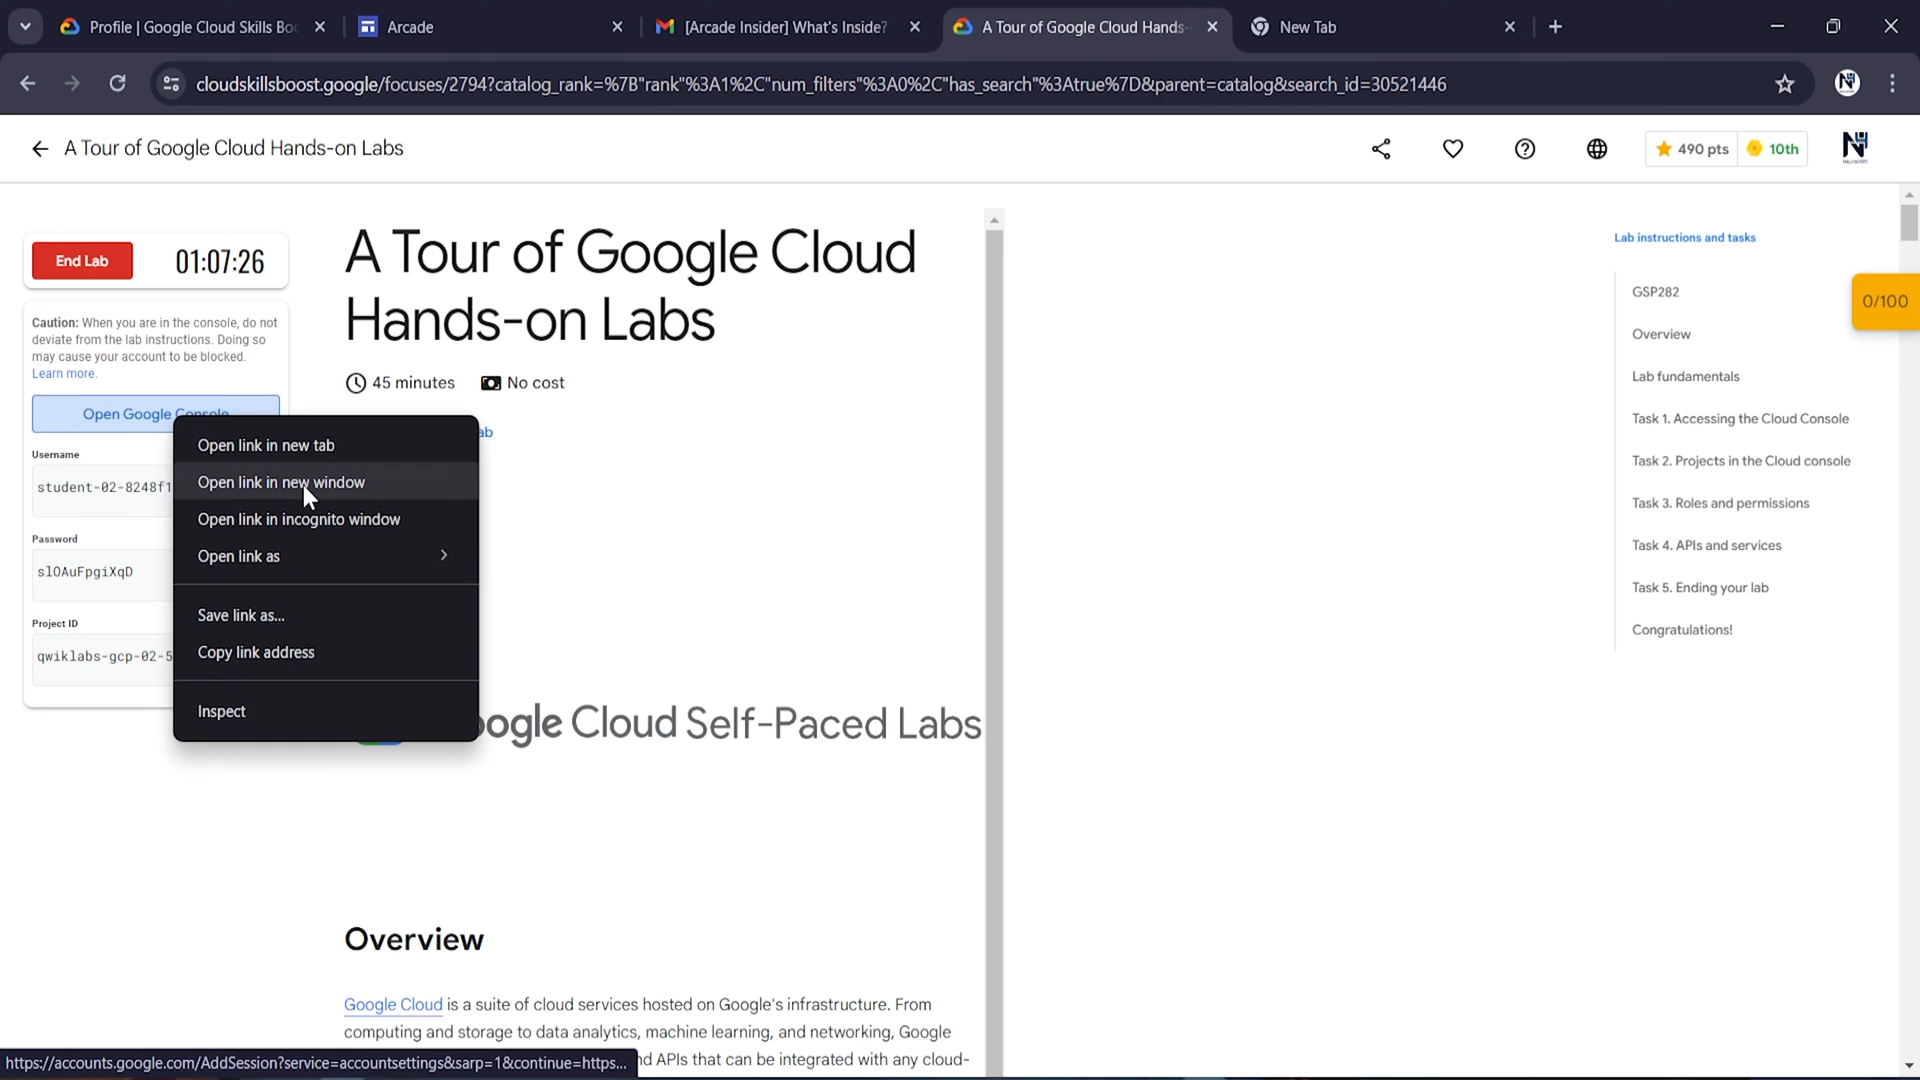 Profile | Google Cloud Skills Boo
Arcade
[Arcade Insider] What's Inside?
A Tour of Google Cloud Hands-
New Tab
cloudskillsboost.google/focuses/2794?catalog_rank=%7B"rank"%3A1%2C"num_filters"%3A0%2C"has_search"%3Atrue%7D&parent=catalog&search_id=30521446
A Tour of Google Cloud Hands-on Labs
490 pts
10th
End Lab
01:07:26
Caution: When you are in the console, do not
deviate from the lab instructions. Doing so
may cause your account to be blocked.
Learn more.
Open Google Console
Username
student-02-8248f1
Password
slOAuFpgiXqD
Project ID
qwiklabs-gcp-02-5
Open link in new tab
Open link in new window
Open link in incognito window
Open link as
Save link as...
Copy link address
Inspect
A Tour of Google Cloud
Hands-on Labs
45 minutes
No cost
ab
oogle Cloud Self-Paced Labs
Overview
Google Cloud is a suite of cloud services hosted on Google's infrastructure. From
computing and storage to data analytics, machine learning, and networking, Google
nd APIs that can be integrated with any cloud-
Lab instructions and tasks
GSP282
Overview
Lab fundamentals
Task 1. Accessing the Cloud Console
Task 2. Projects in the Cloud console
Task 3. Roles and permissions
Task 4. APIs and services
Task 5. Ending your lab
Congratulations!
0/100
https://accounts.google.com/AddSession?service=accountsettings&sarp=1&continue=https...